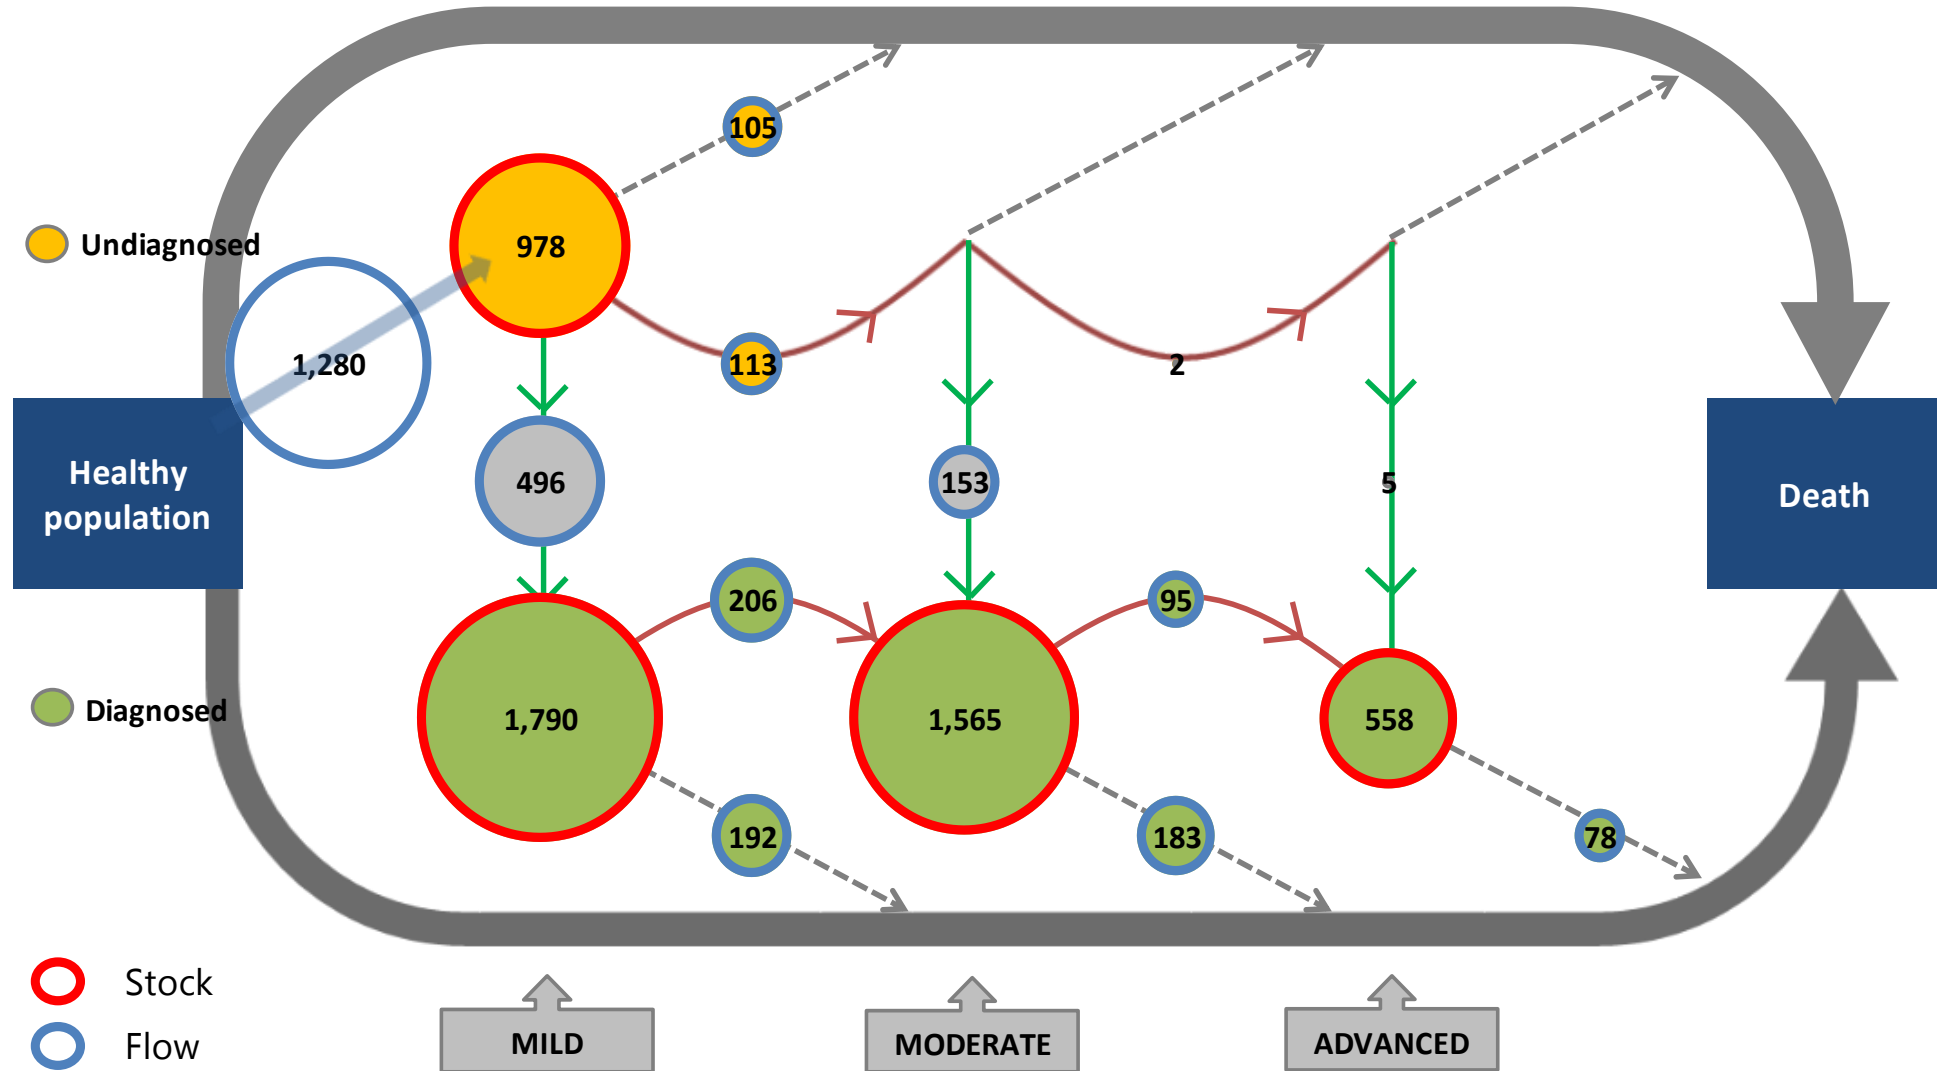 105
978
Undiagnosed
1,280
113
2
Healthy
population
496
153
5
Death
206
95
Diagnosed
1,790
1,565
558
192
183
78
Stock
Flow
MILD
MODERATE
ADVANCED